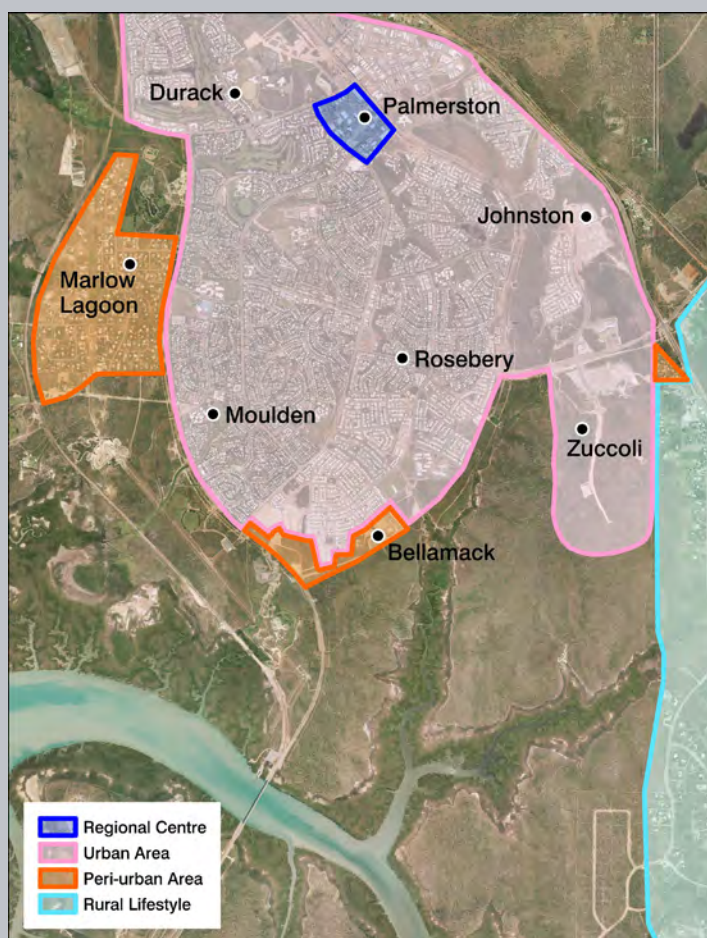 Durack
Palmerston
Johnston
Marlow
Lagoon
Rosebery
Moulden
Zuccoli
Bellamack
Regional Centre
Urban Area
Peri-urban Area
Rural Lifestyle